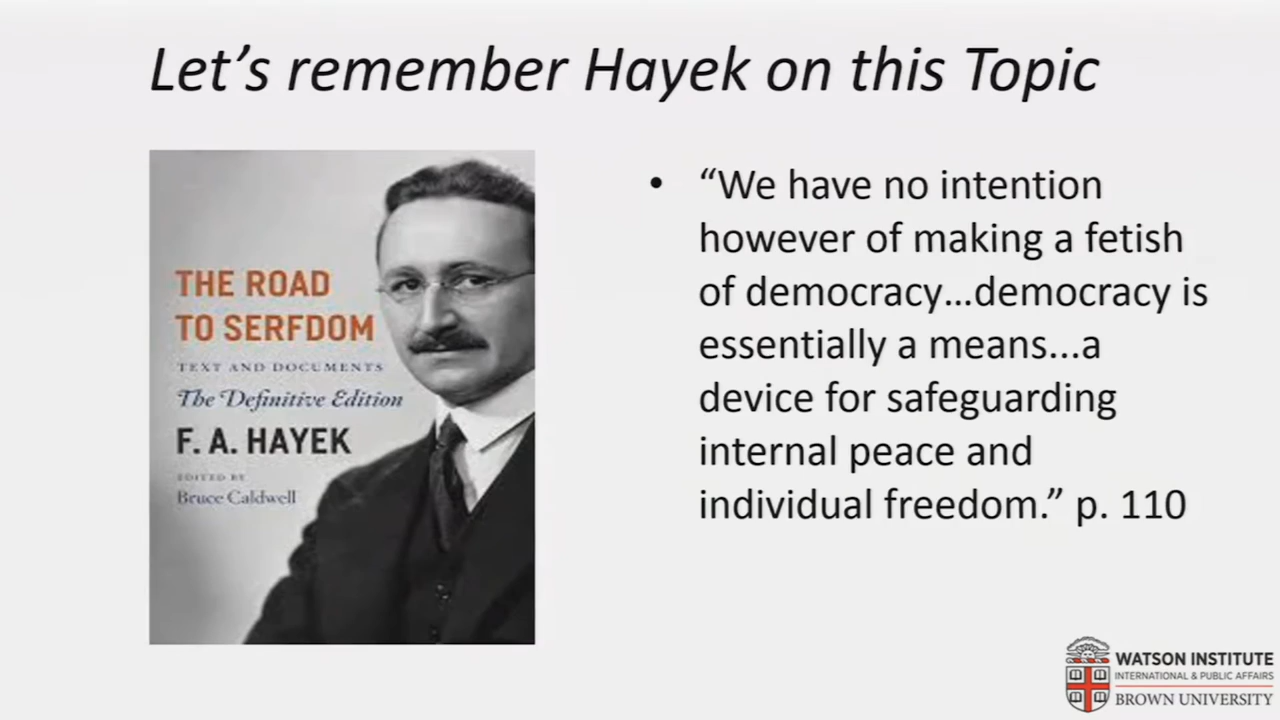 Let’s remember Hayek on this Topic
THE ROAD
TO SERFDOM
TEXT AND DOCUMENTS
The Definitive Edition
F. A. HAYEK
EDITED BY
Bruce Caldwell
• “We have no intention
however of making a fetish
of democracy...democracy is
essentially a means...a
device for safeguarding
internal peace and
individual freedom.” p. 110
WATSON INSTITUTE
INTERNATIONAL & PUBLIC AFFAIRS
BROWN UNIVERSITY